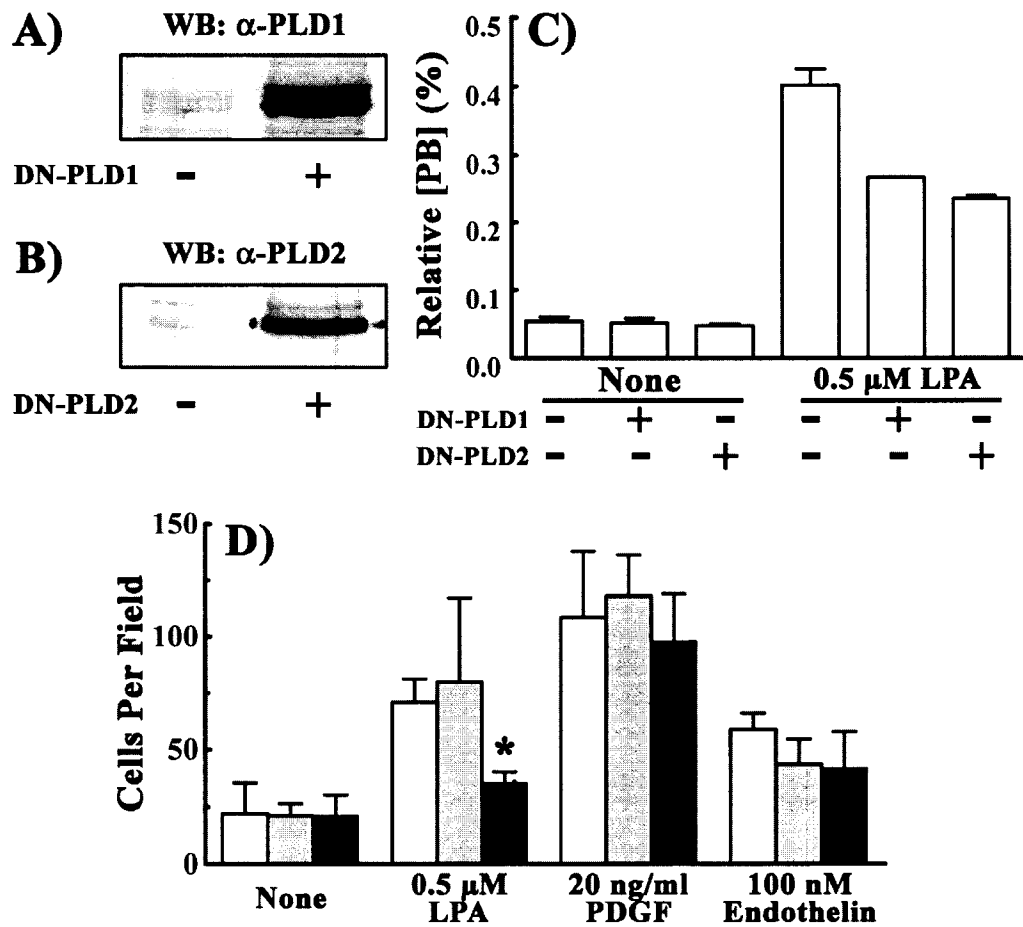 A)
WB: α-PLD1
DN-PLD1 - +
B)
WB: α-PLD2
DN-PLD2 - +
C)
Relative [PB] (%)
0.5
0.4
0.3
0.2
0.1
0.0
None 0.5 μM LPA
DN-PLD1 - + - - + -
DN-PLD2 - - + - - +
D)
Cells Per Field
150
100
50
0
*
None
0.5 μM LPA
20 ng/ml PDGF
100 nM Endothelin